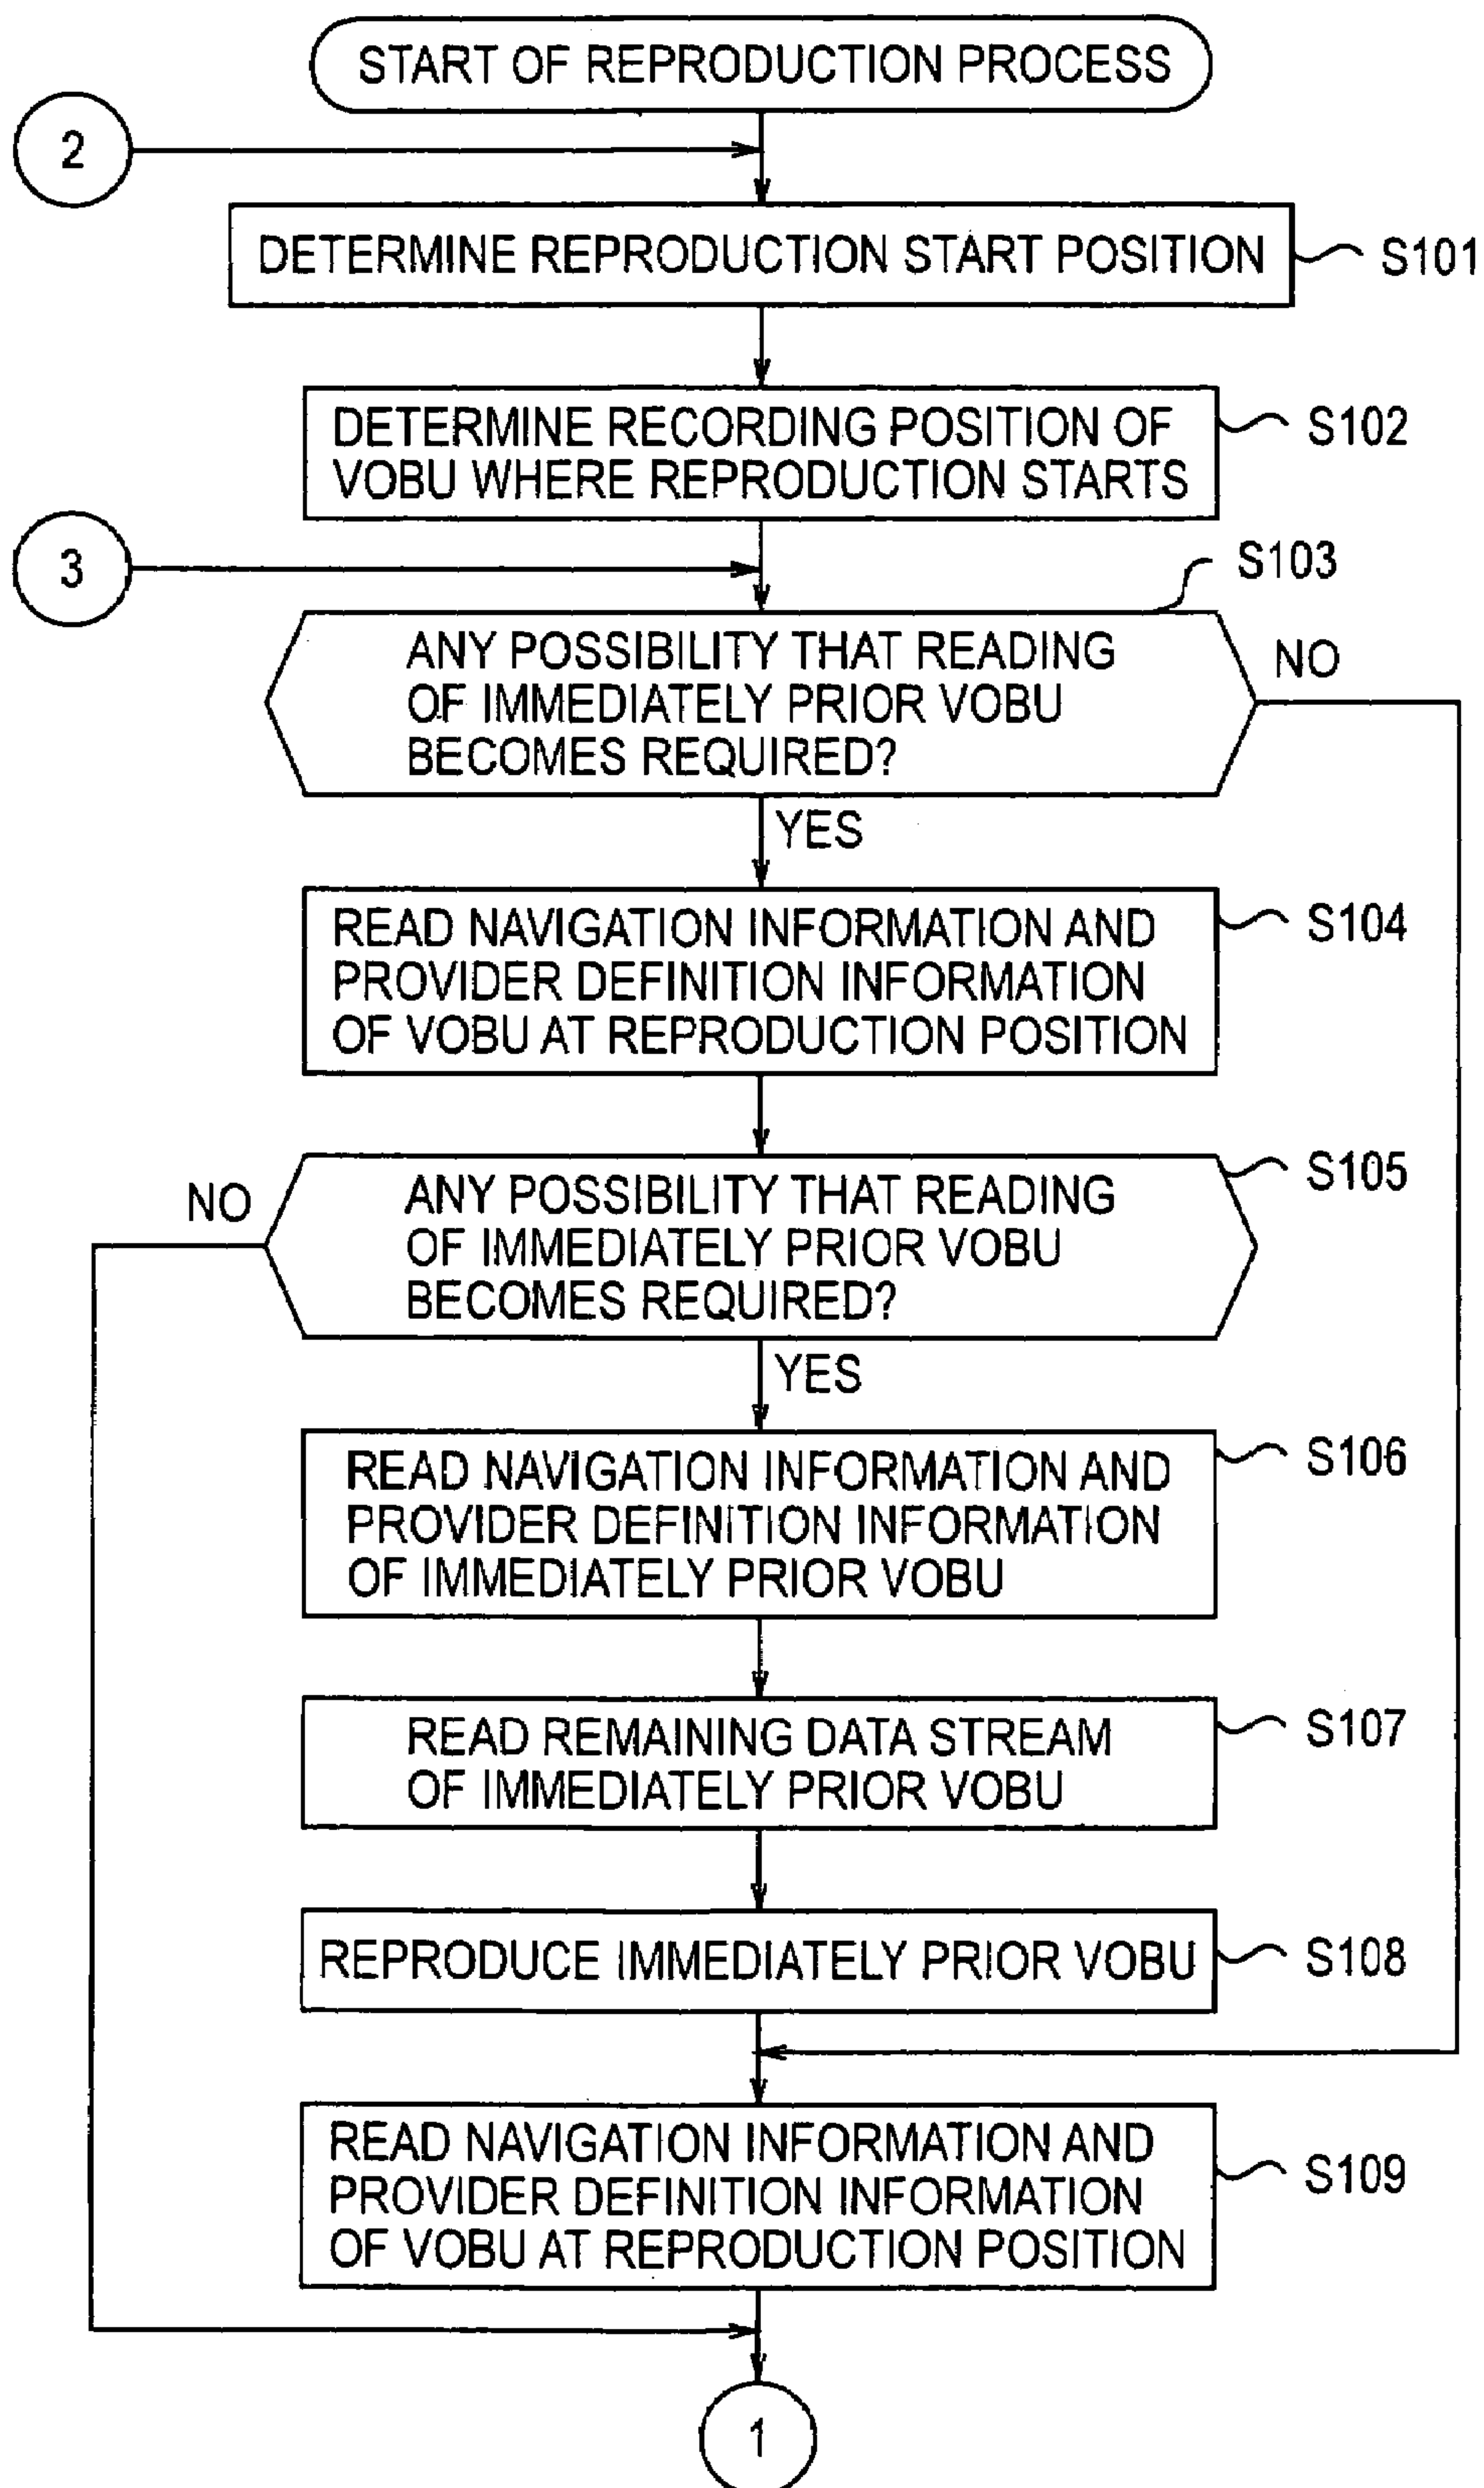 START OF REPRODUCTION PROCESS
2
DETERMINE REPRODUCTION START POSITION
S101
DETERMINE RECORDING POSITION OF
VOBU WHERE REPRODUCTION STARTS
S102
3
S103
ANY POSSIBILITY THAT READING
OF IMMEDIATELY PRIOR VOBU
BECOMES REQUIRED?
NO
YES
READ NAVIGATION INFORMATION AND
PROVIDER DEFINITION INFORMATION
OF VOBU AT REPRODUCTION POSITION
S104
NO
ANY POSSIBILITY THAT READING
OF IMMEDIATELY PRIOR VOBU
BECOMES REQUIRED?
S105
YES
READ NAVIGATION INFORMATION AND
PROVIDER DEFINITION INFORMATION
OF IMMEDIATELY PRIOR VOBU
S106
READ REMAINING DATA STREAM
OF IMMEDIATELY PRIOR VOBU
S107
REPRODUCE IMMEDIATELY PRIOR VOBU
S108
READ NAVIGATION INFORMATION AND
PROVIDER DEFINITION INFORMATION
OF VOBU AT REPRODUCTION POSITION
S109
1